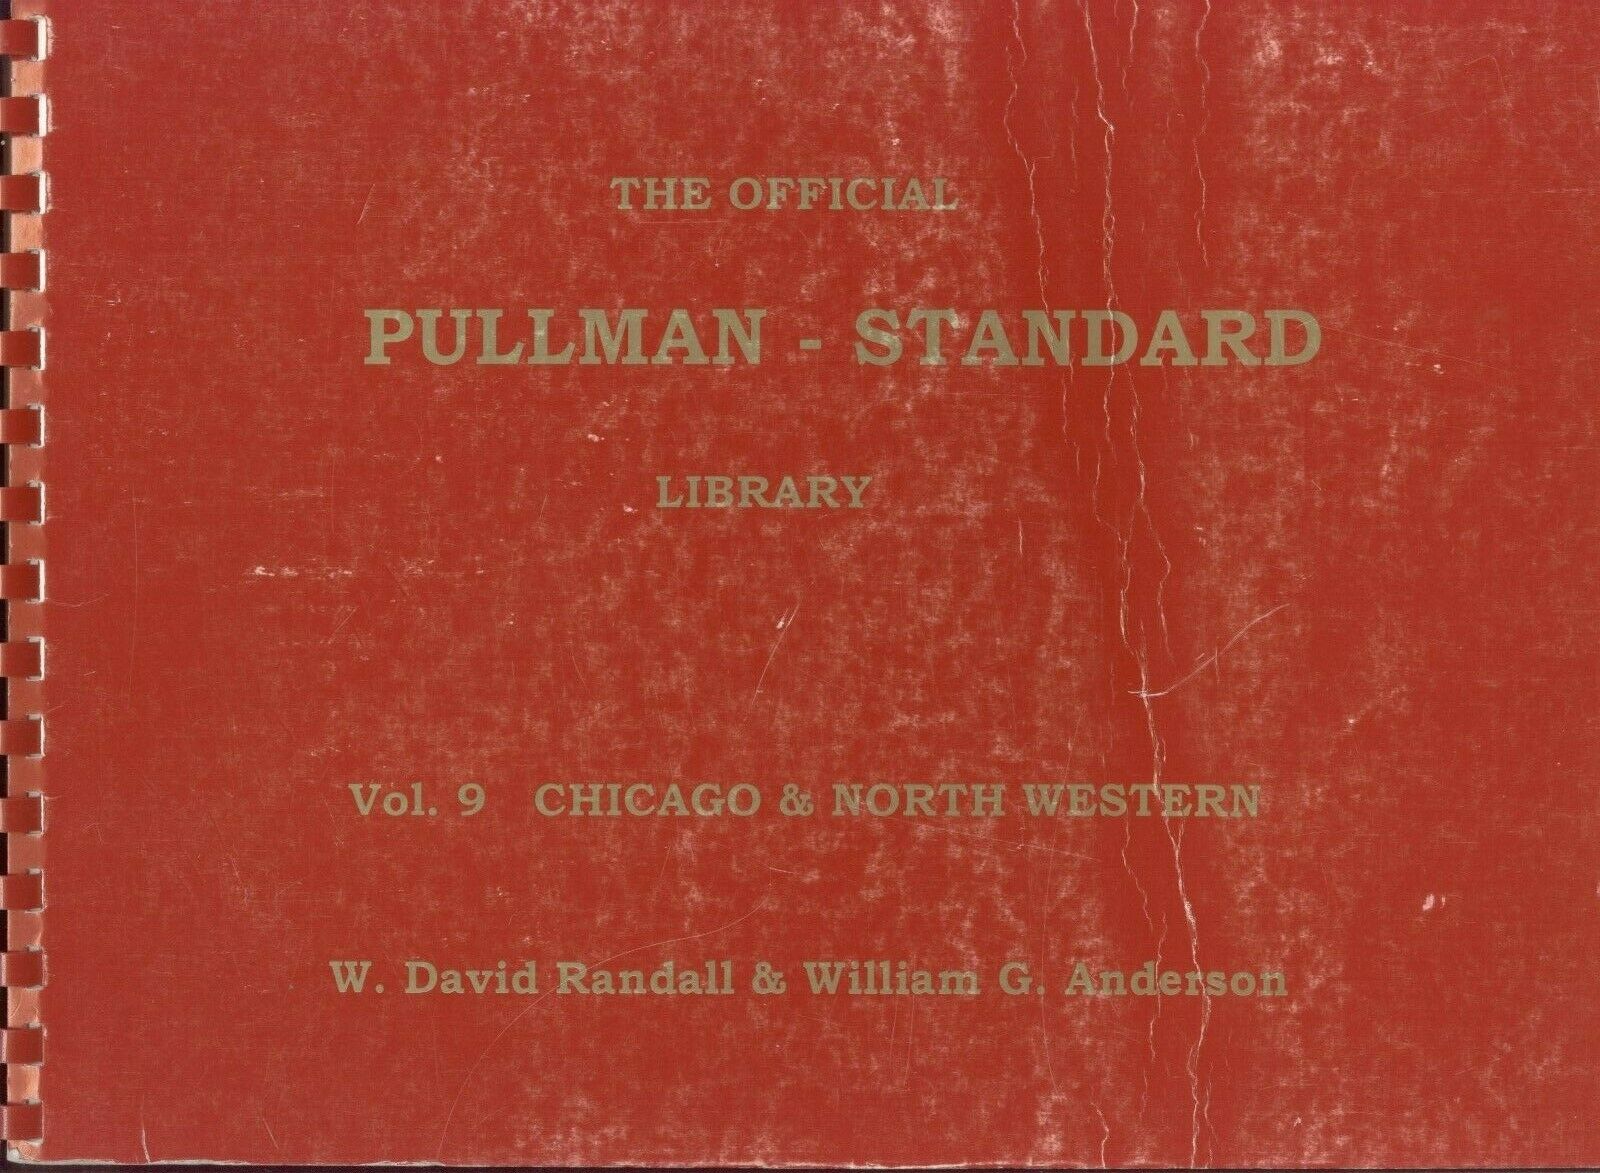 THE OFFICIAL
PULLMAN - STANDARD
LIBRARY
Vol. 9 CHICAGO & NORTH WESTERN
W. David Randall & William G. Anderson